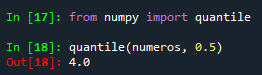 In [17]: from numpy import quantile
In [18]: quantile(numeros, 0.5)
Out[18]: 4.0